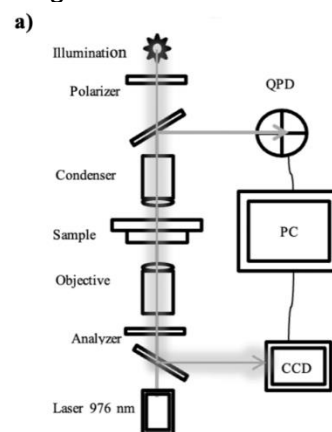 a)
Illumination
Polarizer
QPD
Condenser
Sample
PC
Objective
Analyzer
CCD
Laser 976 nm